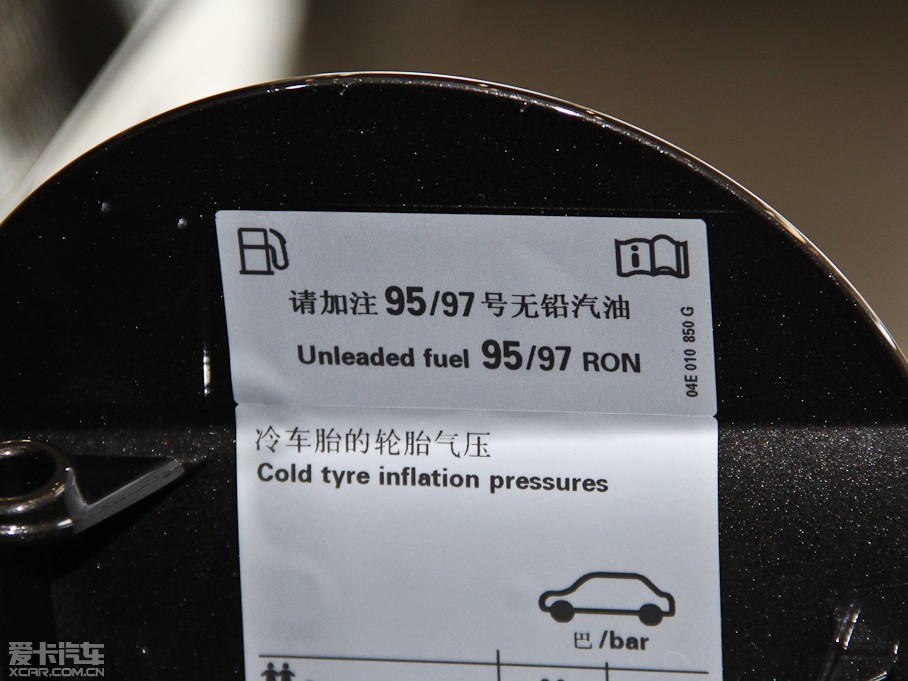 请加注 95/97 号无铅汽油
Unleaded fuel 95/97 RON
04E 010 850 G
冷车胎的轮胎气压
Cold tyre inflation pressures
巴 /bar
爱卡汽车
XCAR.COM.CN